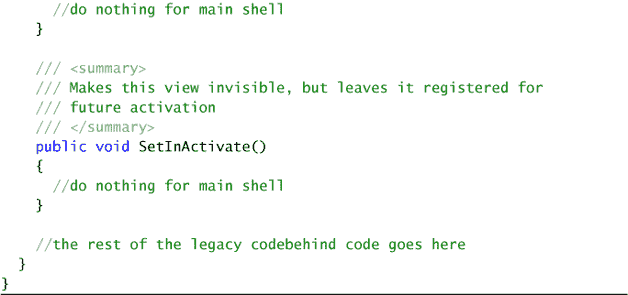 //do nothing for main shell
}
/// <summary>
/// Makes this view invisible, but leaves it registered for
/// future activation
/// </summary>
public void SetInActivate()
{
//do nothing for main shell
}
//the rest of the legacy codebehind code goes here
}
}